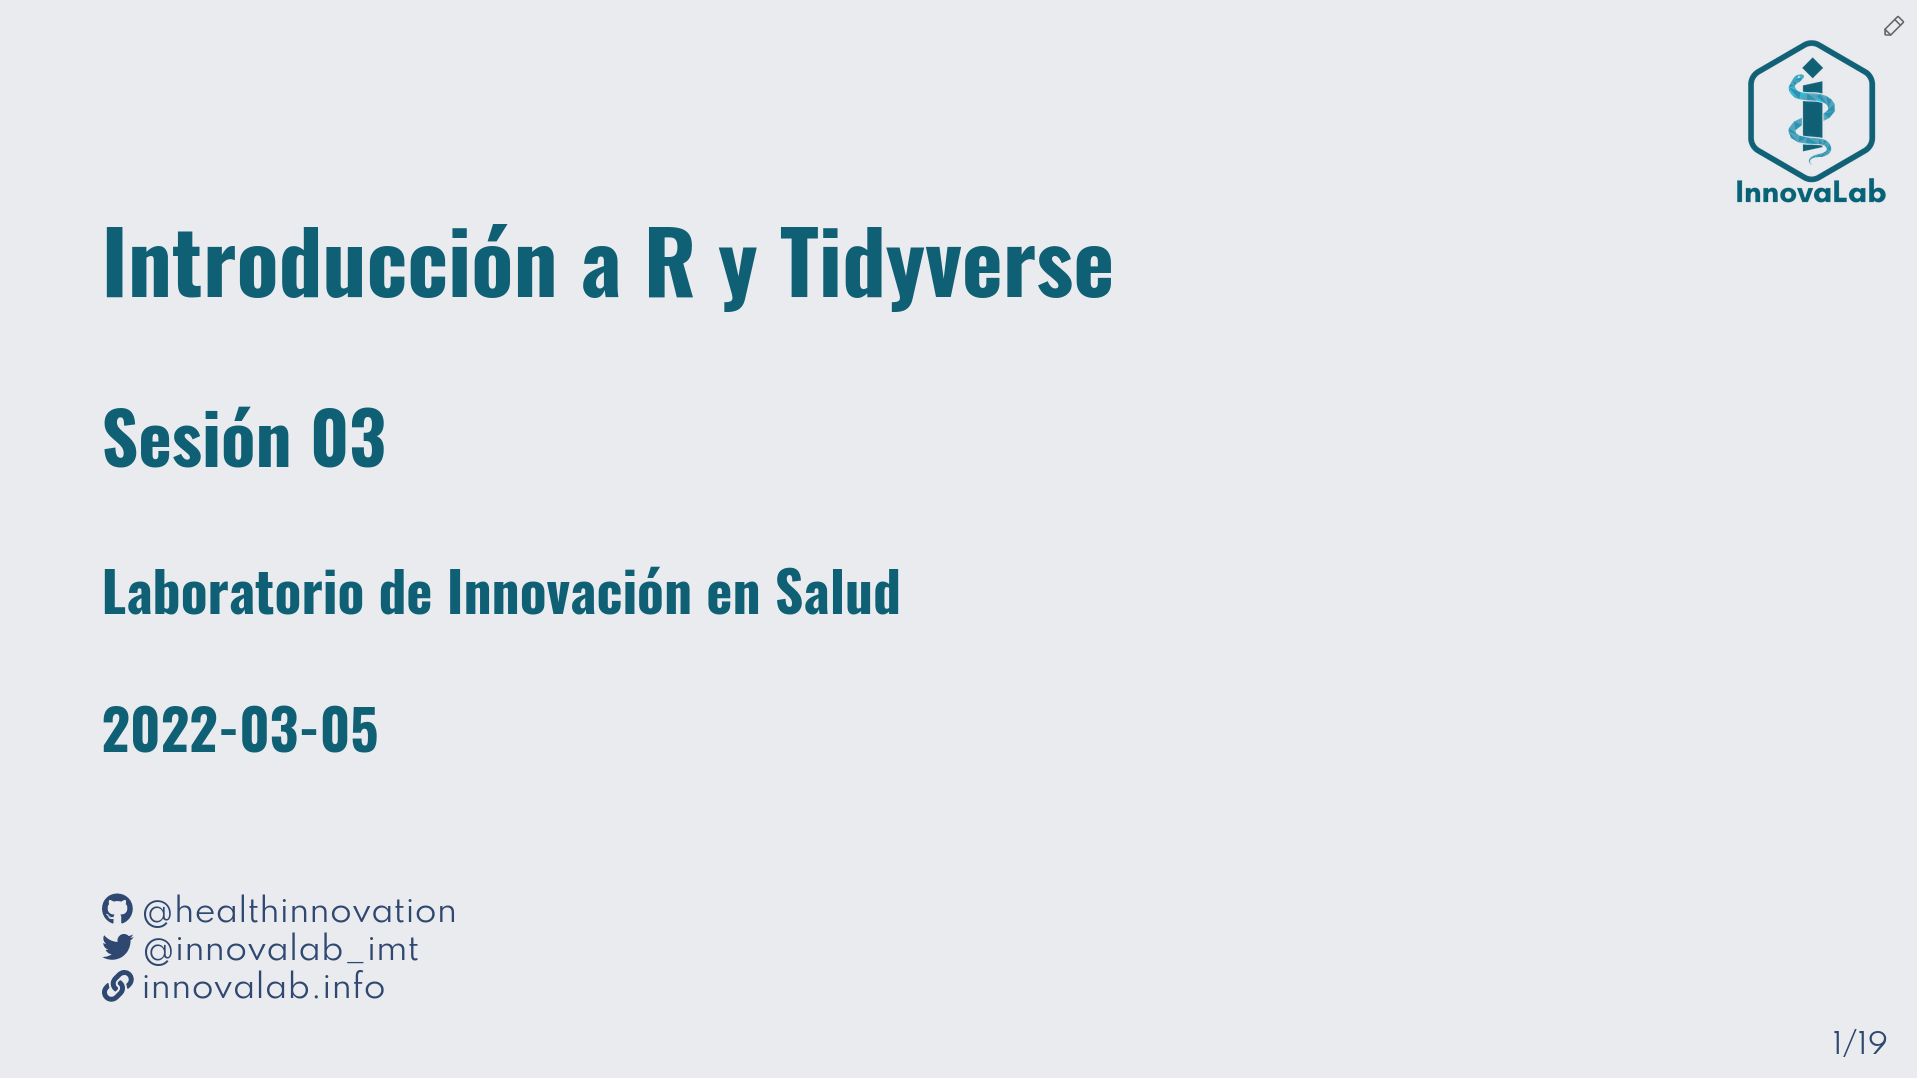 InnovaLab
Introducción a R y Tidyverse
Sesión 03
Laboratorio de Innovación en Salud
2022-03-05
@healthinnovation
@innovalab_imt
innovalab.info
1/19